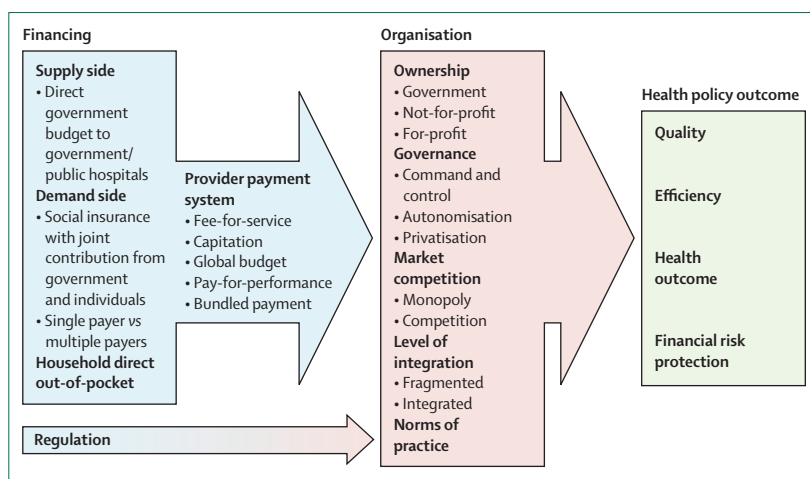 Financing
Supply side
• Direct
government
budget to
government/
public hospitals
Demand side
• Social insurance
with joint
contribution from
government
and individuals
• Single payer vs
multiple payers
Household direct
out-of-pocket
Provider payment
system
• Fee-for-service
• Capitation
• Global budget
• Pay-for-performance
• Bundled payment
Regulation
Organisation
Ownership
• Government
• Not-for-profit
• For-profit
Governance
• Command and
control
• Autonomisation
• Privatisation
Market
competition
• Monopoly
• Competition
Level of
integration
• Fragmented
• Integrated
Norms of
practice
Health policy outcome
Quality
Efficiency
Health
outcome
Financial risk
protection